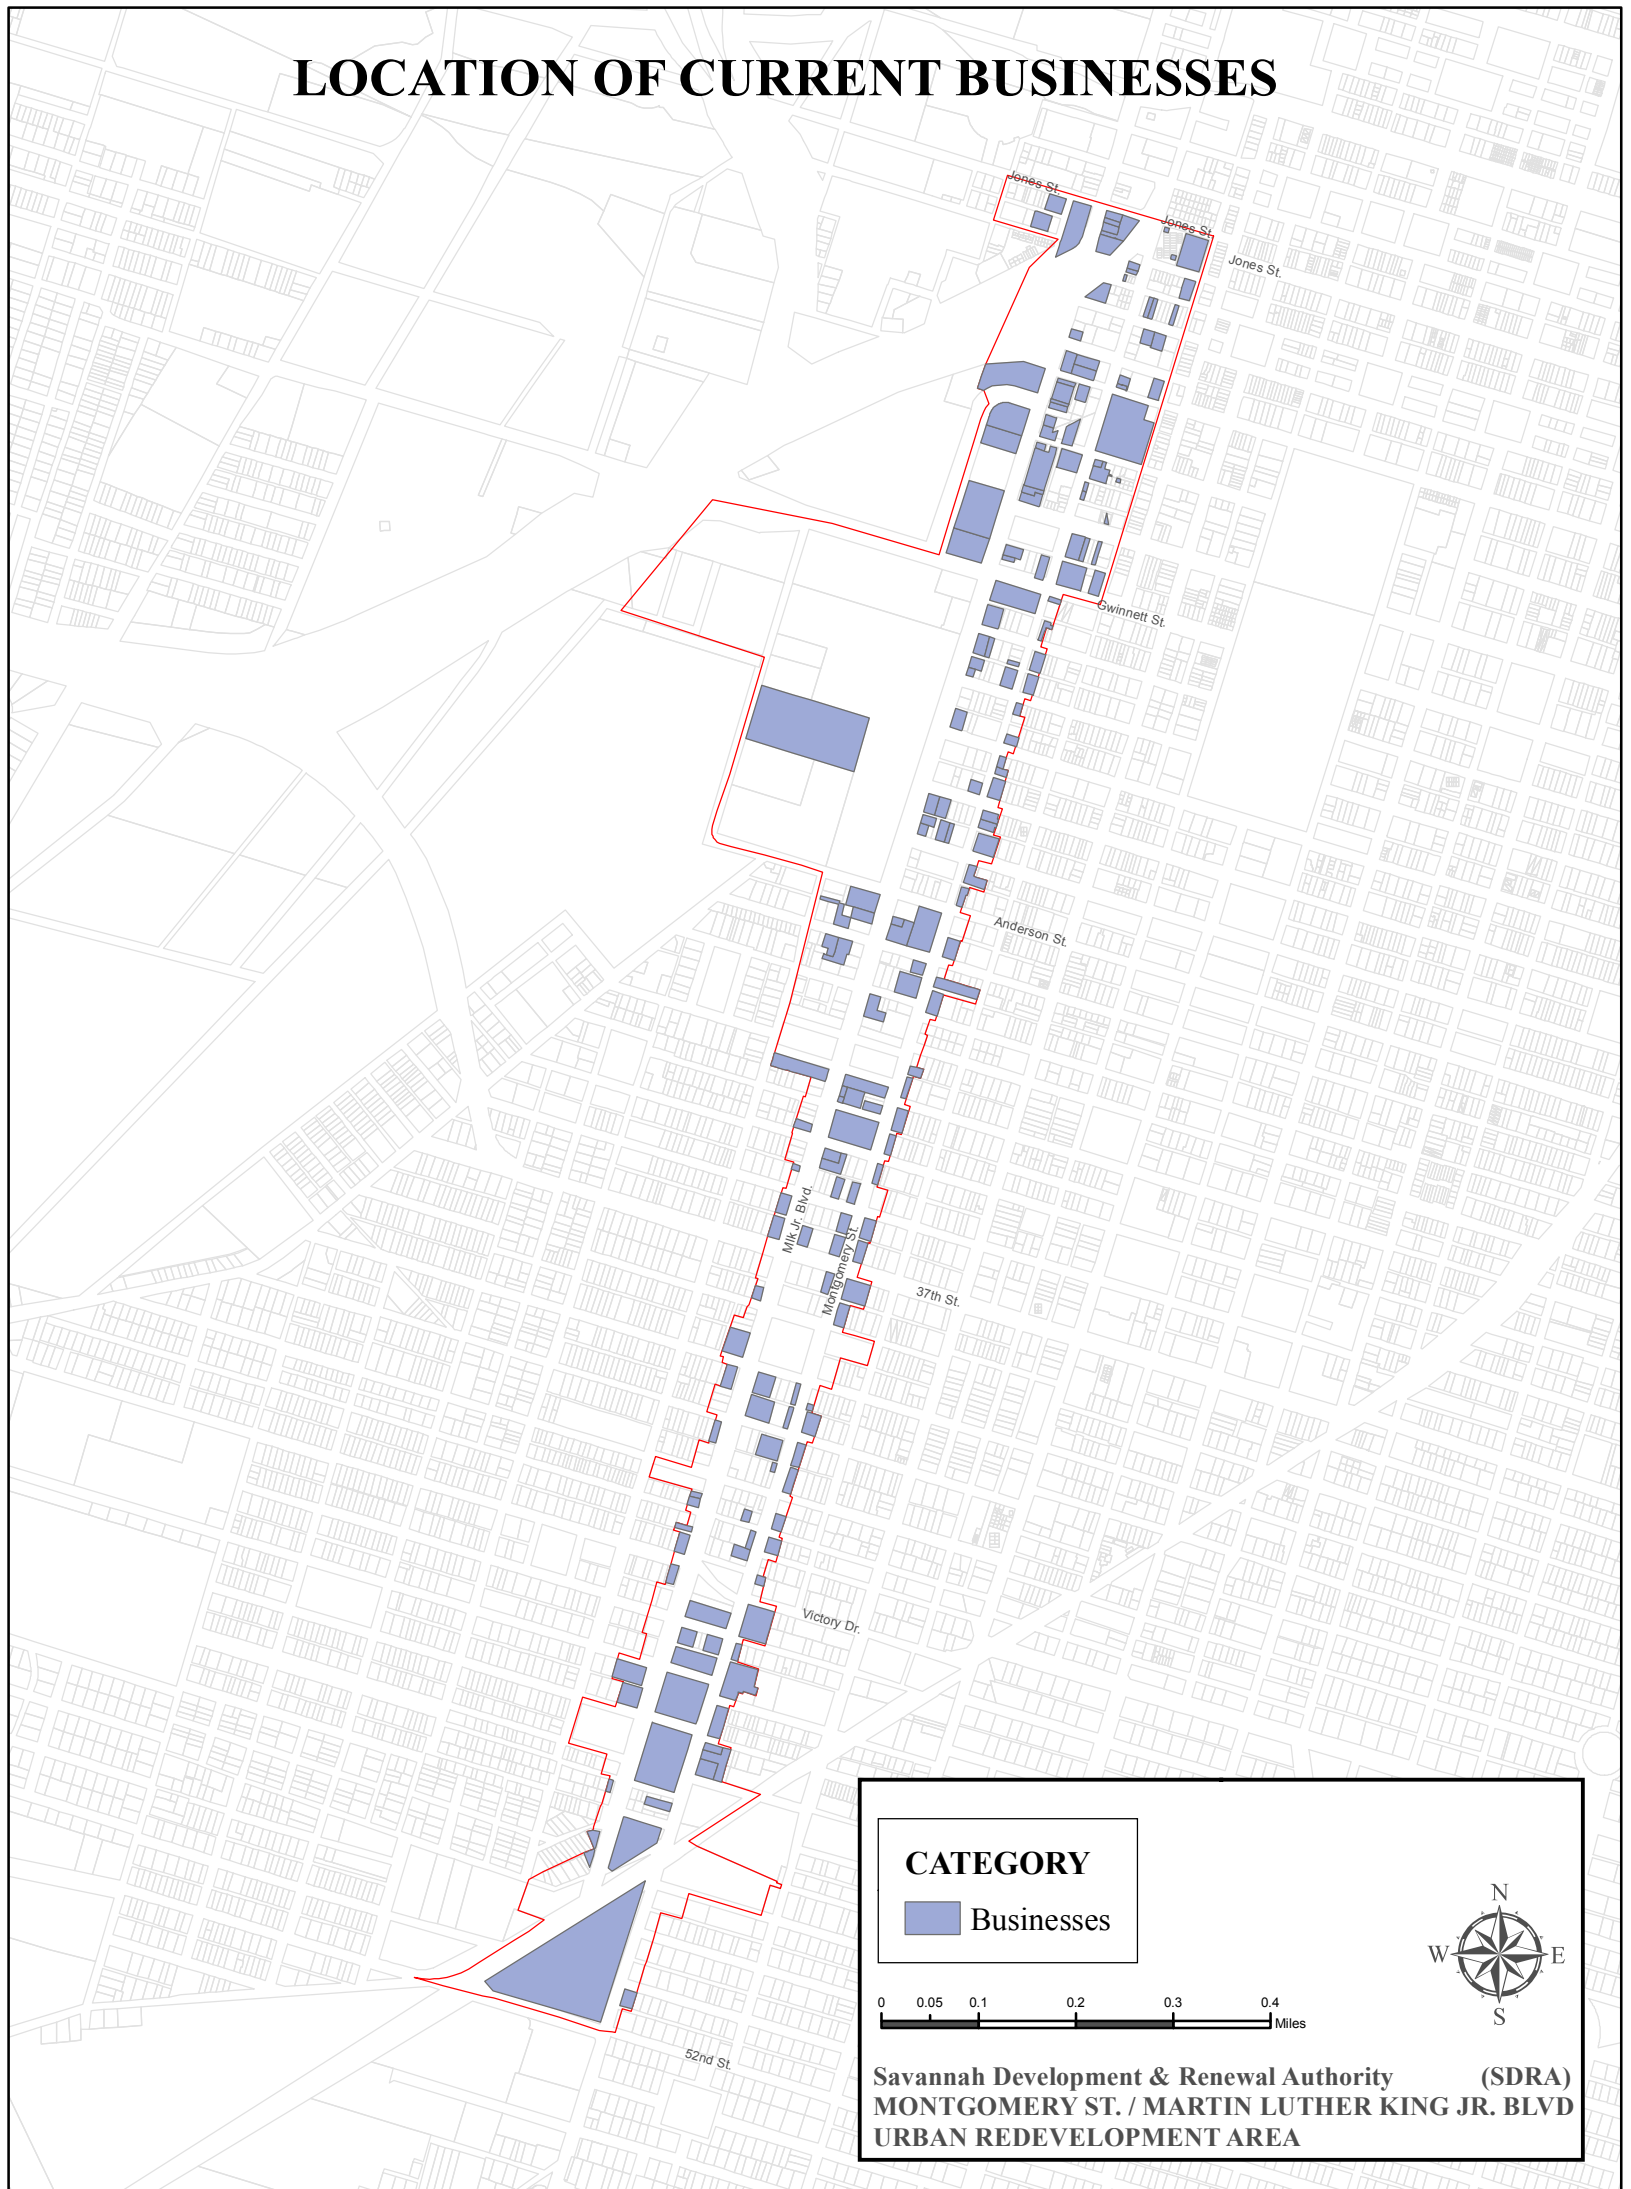 LOCATION OF CURRENT BUSINESSES
Jones St.
Jones St.
Jones St.
Gwinnett St.
Anderson St.
Mlk Jr. Blvd.
Montgomery St.
37th St.
Victory Dr.
52nd St.
CATEGORY
Businesses
N
W E
S
0 0.05 0.1 0.2 0.3 0.4
Miles
Savannah Development & Renewal Authority (SDRA)
MONTGOMERY ST. / MARTIN LUTHER KING JR. BLVD
URBAN REDEVELOPMENT AREA